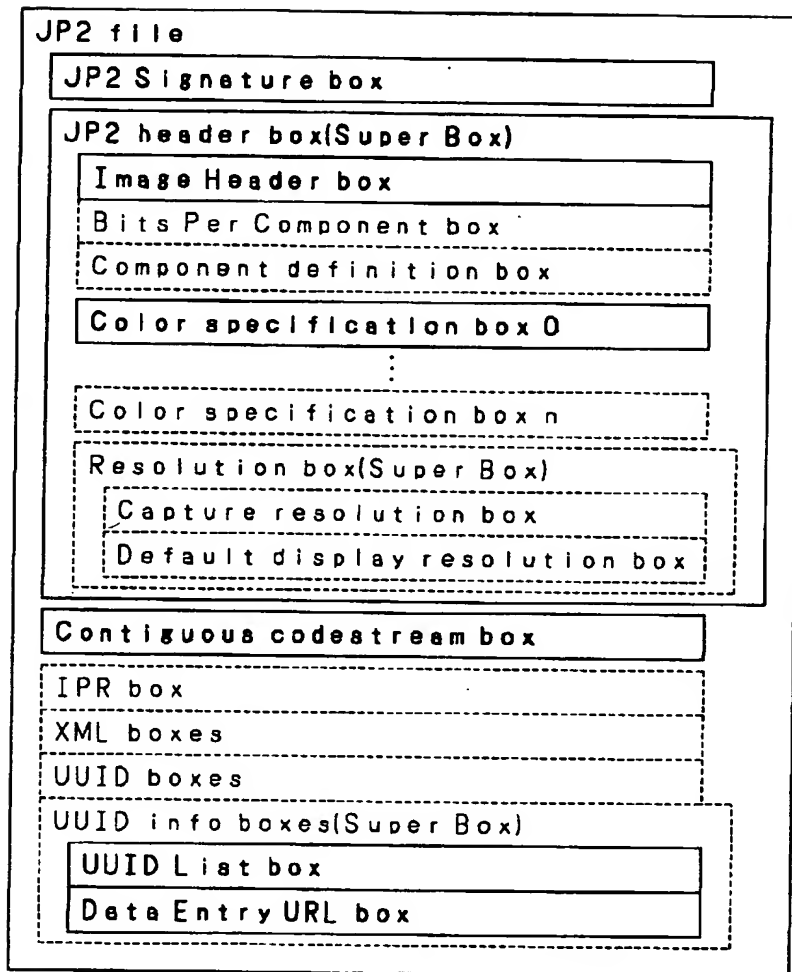 JP2 file
JP2 Signature box
JP2 header box(Super Box)
Image Header box
Bits Per Component box
Component definition box
Color specification box 0
⋮
Color specification box n
Resolution box(Super Box)
Capture resolution box
Default display resolution box
Contiguous codestream box
IPR box
XML boxes
UUID boxes
UUID info boxes(Super Box)
UUID List box
Data Entry URL box